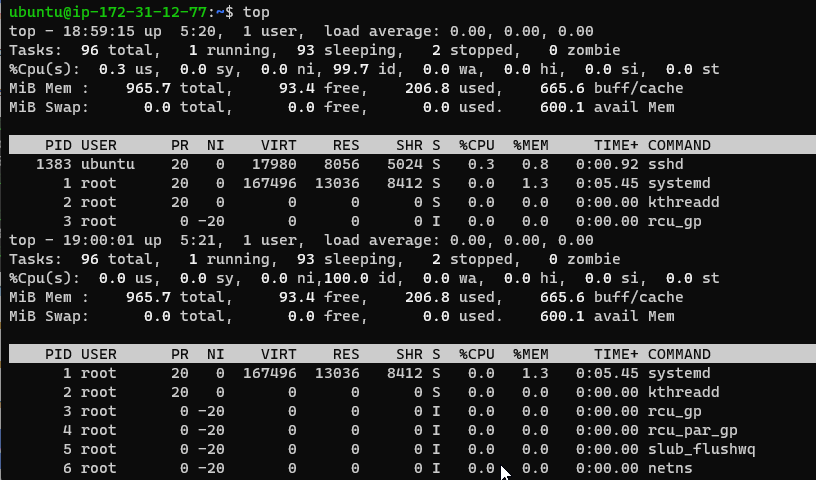 ubuntu@ip-172-31-12-77:~$ top
top - 18:59:15 up  5:20,  1 user,  load average: 0.00, 0.00, 0.00
Tasks:  96 total,   1 running,  93 sleeping,   2 stopped,   0 zombie
%Cpu(s):  0.3 us,  0.0 sy,  0.0 ni, 99.7 id,  0.0 wa,  0.0 hi,  0.0 si,  0.0 st
MiB Mem :    965.7 total,     93.4 free,    206.8 used,    665.6 buff/cache
MiB Swap:      0.0 total,      0.0 free,      0.0 used.    600.1 avail Mem
    PID USER      PR  NI    VIRT    RES    SHR S  %CPU  %MEM     TIME+ COMMAND
   1383 ubuntu    20   0   17980   8056   5024 S   0.3   0.8   0:00.92 sshd
      1 root      20   0  167496  13036   8412 S   0.0   1.3   0:05.45 systemd
      2 root      20   0       0      0      0 S   0.0   0.0   0:00.00 kthreadd
      3 root       0 -20       0      0      0 I   0.0   0.0   0:00.00 rcu_gp
top - 19:00:01 up  5:21,  1 user,  load average: 0.00, 0.00, 0.00
Tasks:  96 total,   1 running,  93 sleeping,   2 stopped,   0 zombie
%Cpu(s):  0.0 us,  0.0 sy,  0.0 ni,100.0 id,  0.0 wa,  0.0 hi,  0.0 si,  0.0 st
MiB Mem :    965.7 total,     93.4 free,    206.8 used,    665.6 buff/cache
MiB Swap:      0.0 total,      0.0 free,      0.0 used.    600.1 avail Mem
    PID USER      PR  NI    VIRT    RES    SHR S  %CPU  %MEM     TIME+ COMMAND
      1 root      20   0  167496  13036   8412 S   0.0   1.3   0:05.45 systemd
      2 root      20   0       0      0      0 S   0.0   0.0   0:00.00 kthreadd
      3 root       0 -20       0      0      0 I   0.0   0.0   0:00.00 rcu_gp
      4 root       0 -20       0      0      0 I   0.0   0.0   0:00.00 rcu_par_gp
      5 root       0 -20       0      0      0 I   0.0   0.0   0:00.00 slub_flushwq
      6 root       0 -20       0      0      0 I   0.0   0.0   0:00.00 netns